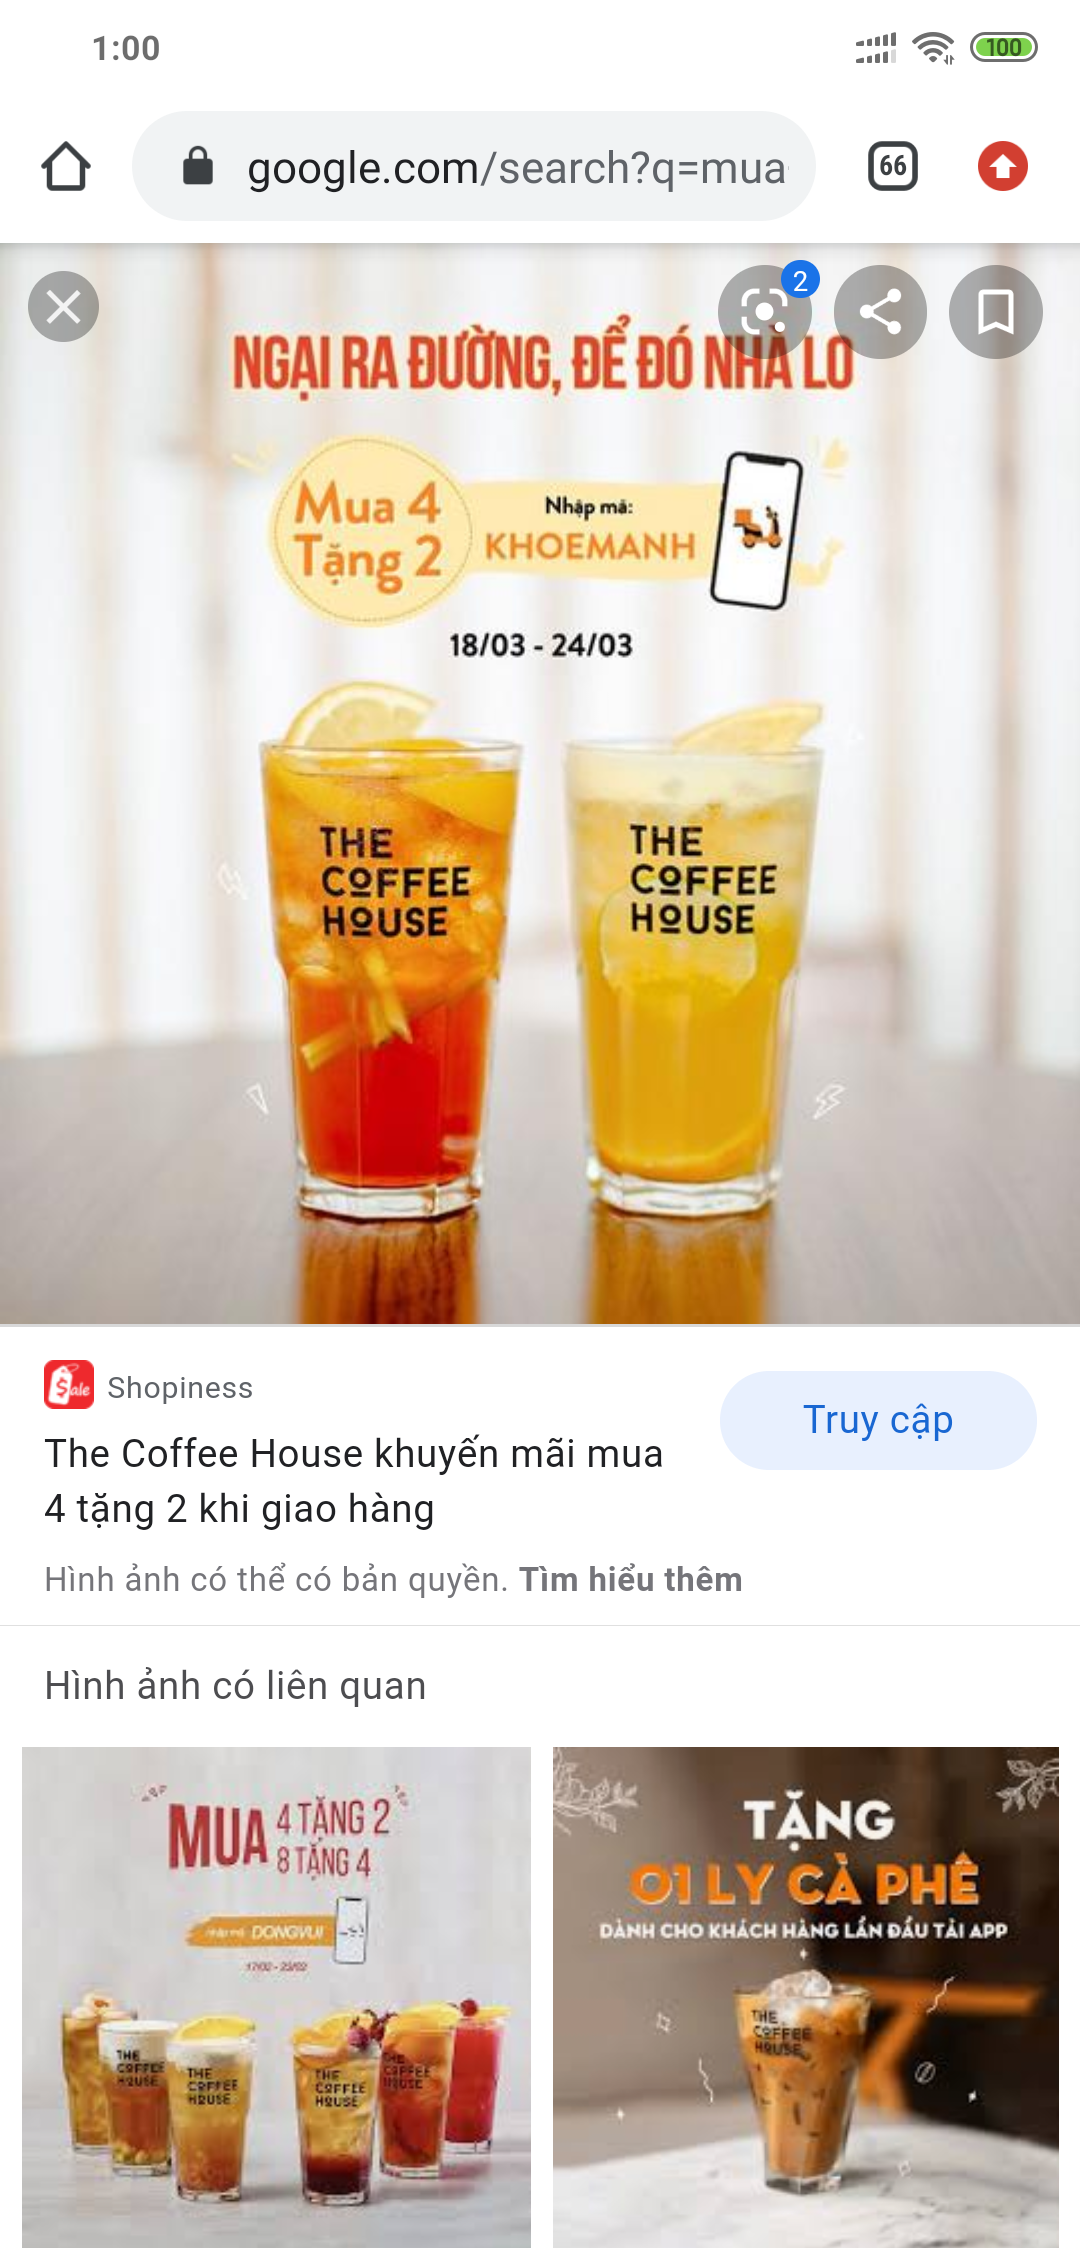 1:00
100
google.com/search?q=mua
66
2
NGẠI RA ĐƯỜNG, ĐỂ ĐÓ NHÀ LO
Mua 4
Tặng 2
Nhập mã:
KHOEMANH
18/03 - 24/03
THE
COFFEE
HOUSE
THE
COFFEE
HOUSE
Sale
Shopiness
Truy cập
The Coffee House khuyến mãi mua
4 tặng 2 khi giao hàng
Hình ảnh có thể có bản quyền. Tìm hiểu thêm
Hình ảnh có liên quan
MUA 4 TẶNG 2
8 TẶNG 4
DONGVUI
THE
COFFEE
HOUSE
THE
COFFEE
HOUSE
THE
COFFEE
HOUSE
THE
COFFEE
HOUSE
TẶNG
01 LY CÀ PHÊ
DÀNH CHO KHÁCH HÀNG LẦN ĐẦU TẢI APP
THE
COFFEE
HOUSE